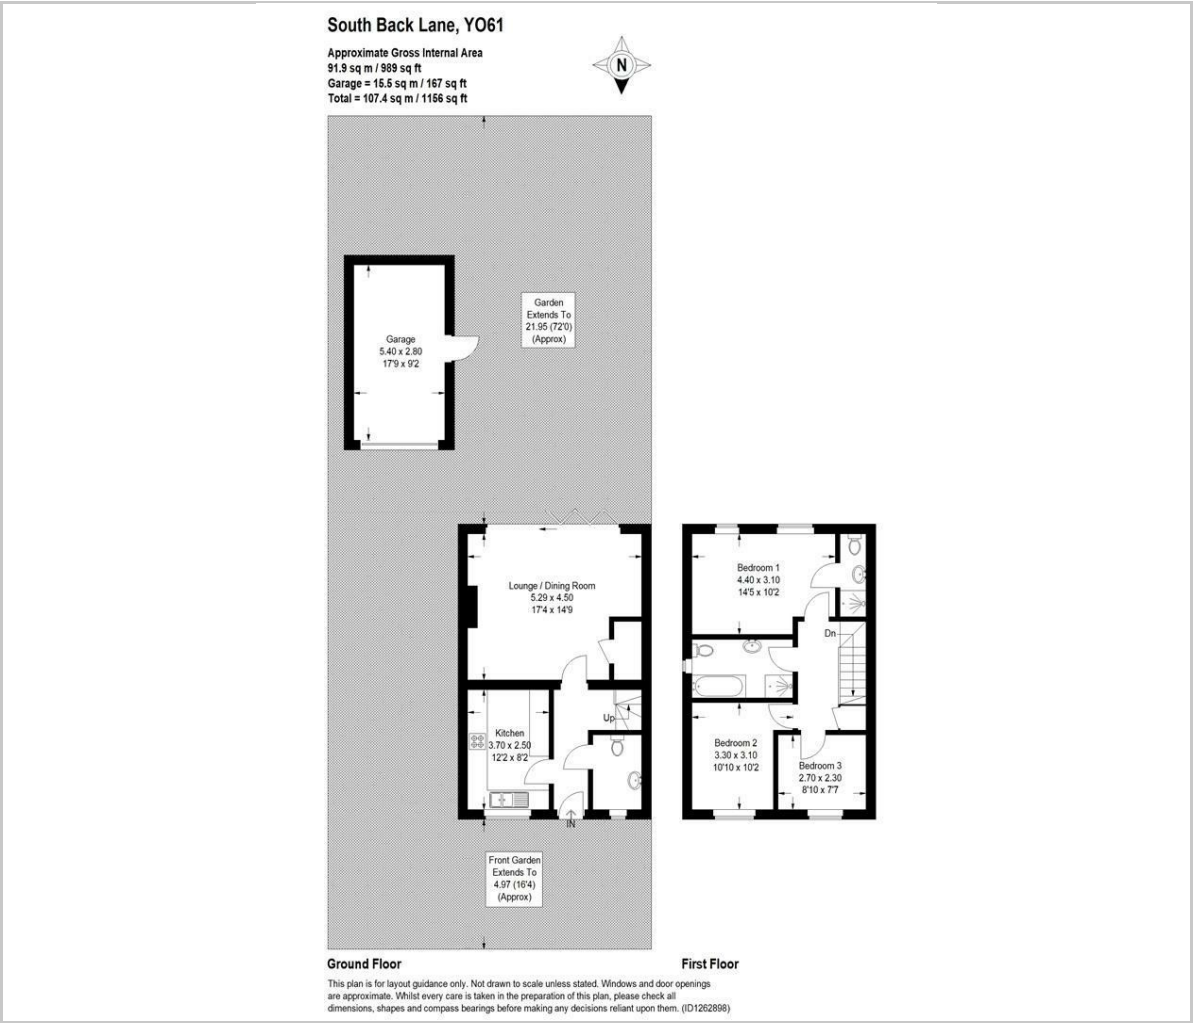 South Back Lane, YO61
Approximate Gross Internal Area
91.9 sq m / 989 sq ft
Garage = 15.5 sq m / 167 sq ft
Total = 107.4 sq m / 1156 sq ft
N
Garden
Extends To
21.95 (72'0)
(Approx)
Garage
5.40 x 2.80
17'9 x 9'2
Lounge / Dining Room
5.29 x 4.50
17'4 x 14'9
Bedroom 1
4.40 x 3.10
14'5 x 10'2
Dn
Up
Kitchen
3.70 x 2.50
12'2 x 8'2
Bedroom 2
3.30 x 3.10
10'10 x 10'2
Bedroom 3
2.70 x 2.30
8'10 x 7'7
IN
Front Garden
Extends To
4.97 (16'4)
(Approx)
Ground Floor
First Floor
This plan is for layout guidance only. Not drawn to scale unless stated. Windows and door openings
are approximate. Whilst every care is taken in the preparation of this plan, please check all
dimensions, shapes and compass bearings before making any decisions reliant upon them. (ID1262898)